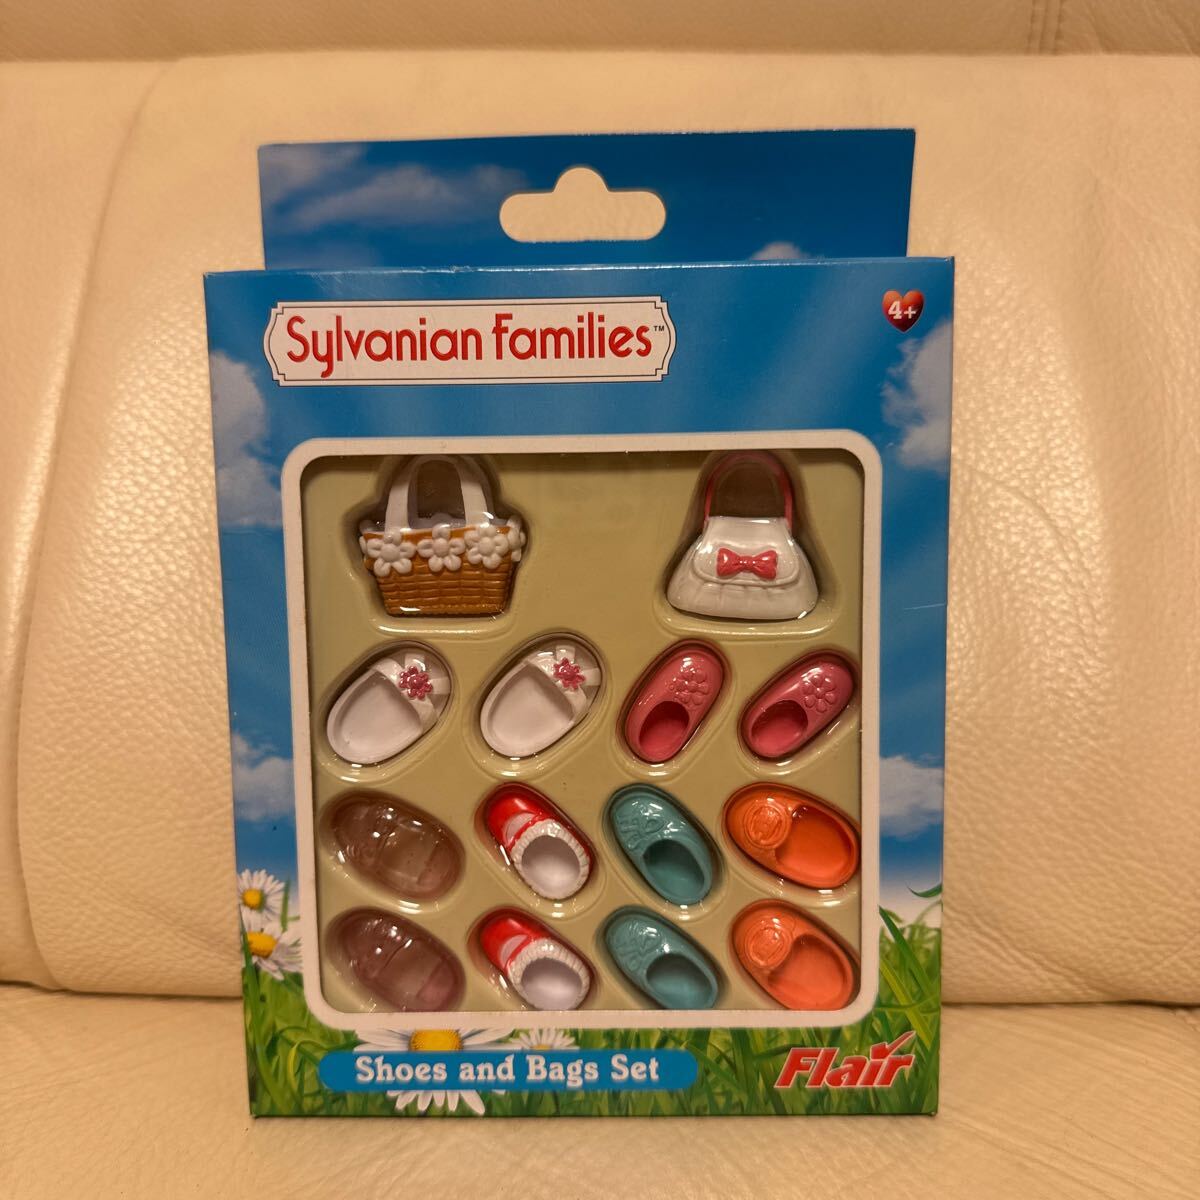 4+
Sylvanian Families™
Shoes and Bags Set
Flair